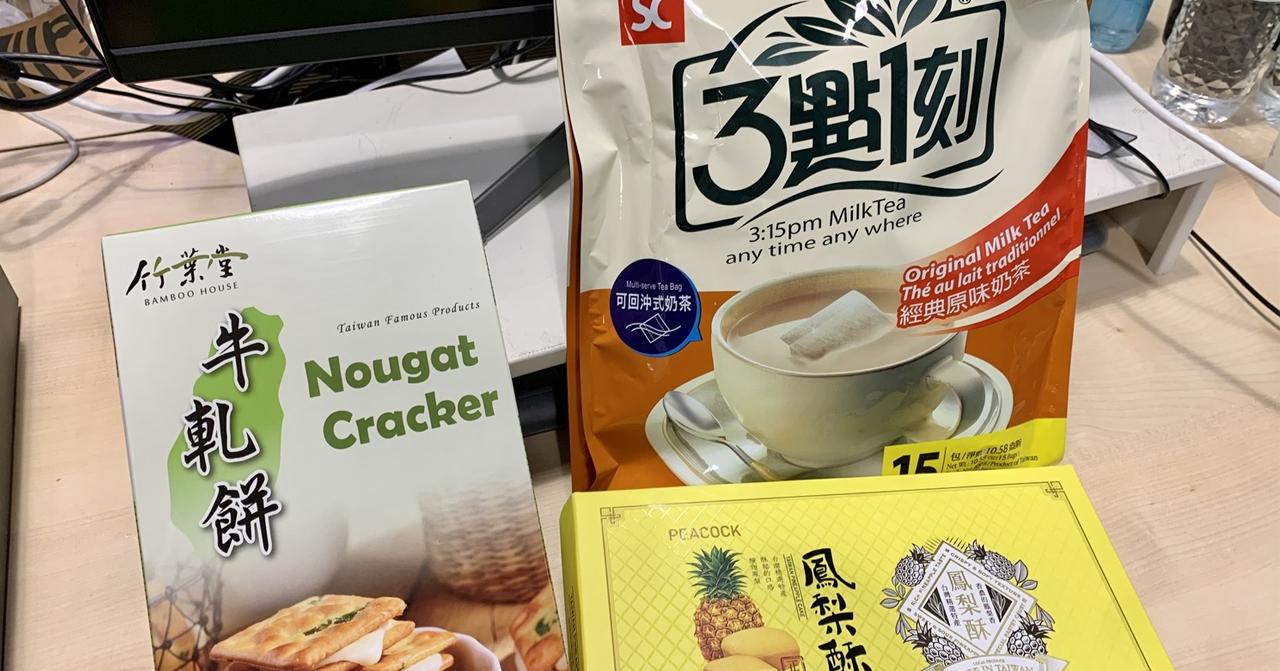 竹葉堂
BAMBOO HOUSE
Taiwan Famous Products
牛軋餅
Nougat
Cracker
SC
3點1刻
®
3:15pm MilkTea
any time any where
Original Milk Tea
Thé au lait traditionnel
經典原味奶茶
Multi-serve Tea Bag
可回沖式奶茶
15
PEACOCK
鳳梨酥
鳳梨酥